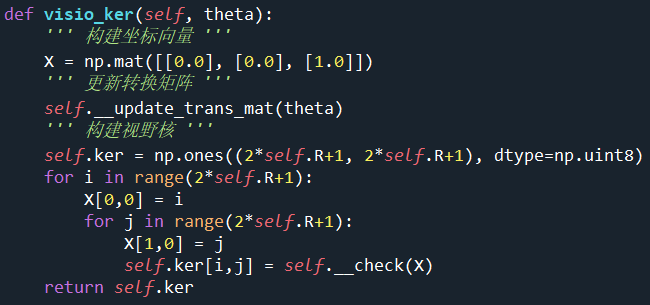 def visio_ker(self, theta):
    ''' 构建坐标向量 '''
    X = np.mat([[0.0], [0.0], [1.0]])
    ''' 更新转换矩阵 '''
    self.__update_trans_mat(theta)
    ''' 构建视野核 '''
    self.ker = np.ones((2*self.R+1, 2*self.R+1), dtype=np.uint8)
    for i in range(2*self.R+1):
        X[0,0] = i
        for j in range(2*self.R+1):
            X[1,0] = j
            self.ker[i,j] = self.__check(X)
    return self.ker